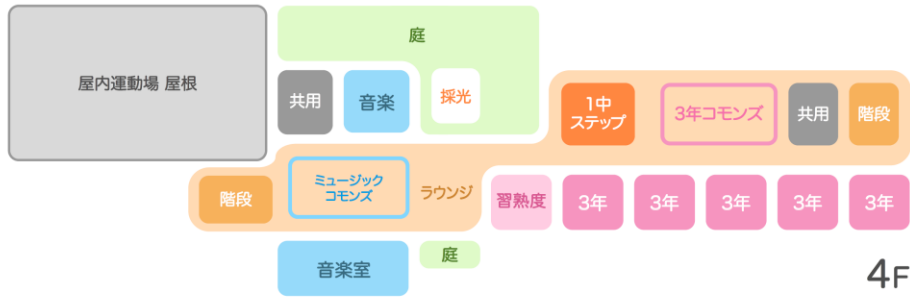 庭
屋内運動場 屋根
共用
音楽
採光
1中
ステップ
3年コモンズ
共用
階段
階段
ミュージック
コモンズ
ラウンジ
習熟度
3年
3年
3年
3年
3年
音楽室
庭
4F